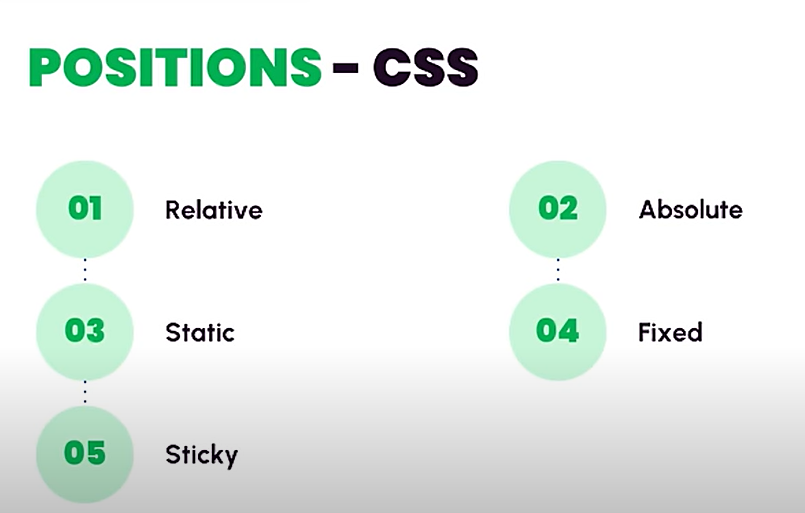 POSITIONS – CSS
01 Relative
02 Absolute
03 Static
04 Fixed
05 Sticky